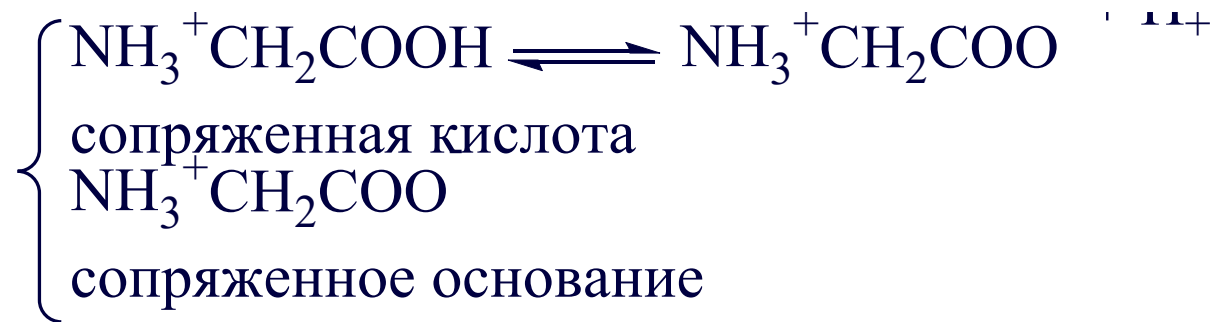 NH₃⁺CH₂COOH ⇌ NH₃⁺CH₂COO
сопряженная кислота
NH₃⁺CH₂COO
сопряженное основание